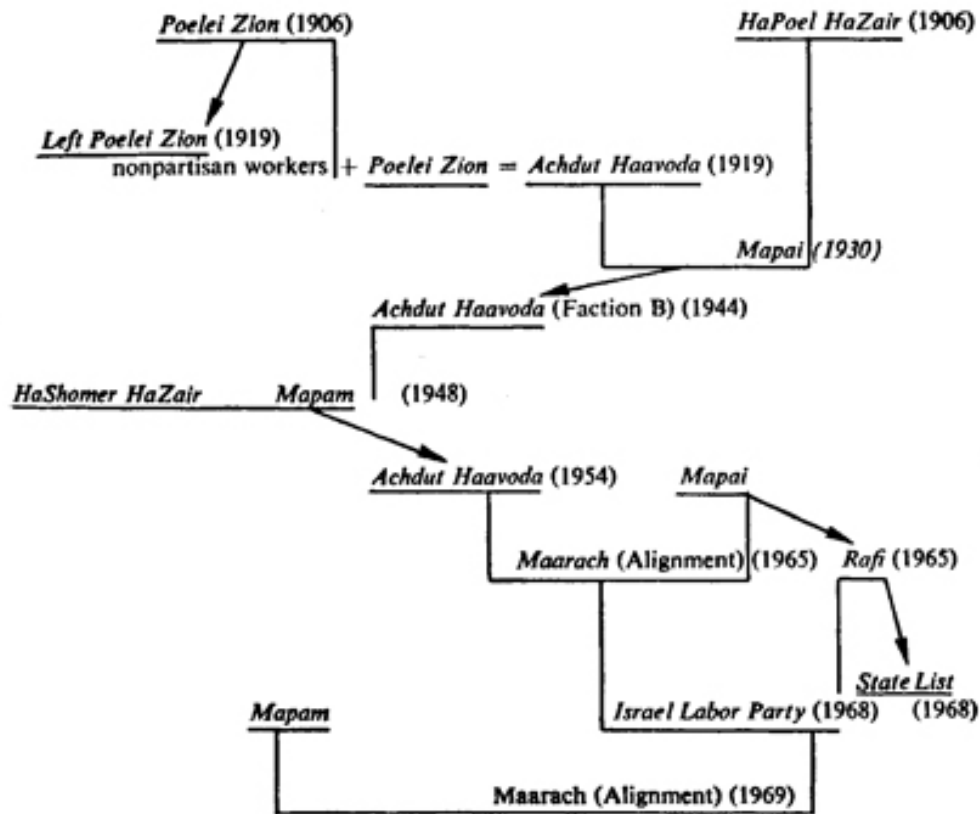 Poelei Zion (1906)
HaPoel HaZair (1906)
Left Poelei Zion (1919)
nonpartisan workers + Poelei Zion = Achdut Haavoda (1919)
Mapai (1930)
Achdut Haavoda (Faction B) (1944)
HaShomer HaZair Mapam (1948)
Achdut Haavoda (1954) Mapai
Maarach (Alignment) (1965) Rafi (1965)
State List
Mapam Israel Labor Party (1968) (1968)
Maarach (Alignment) (1969)